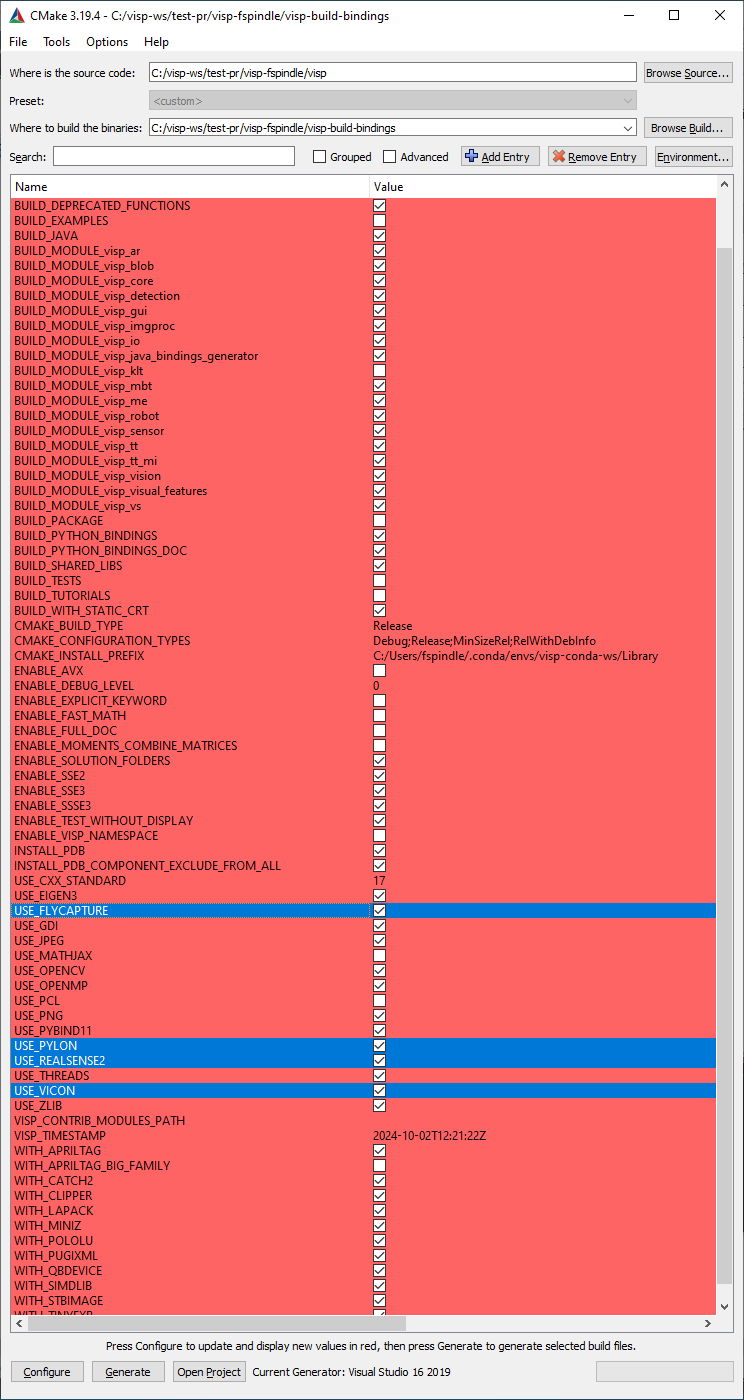 CMake 3.19.4 - C:/visp-ws/test-pr/visp-fspindle/visp-build-bindings
File Tools Options Help
Where is the source code: C:/visp-ws/test-pr/visp-fspindle/visp Browse Source...
Preset: <custom>
Where to build the binaries: C:/visp-ws/test-pr/visp-fspindle/visp-build-bindings Browse Build...
Search: Grouped Advanced Add Entry Remove Entry Environment...
Name Value
BUILD_DEPRECATED_FUNCTIONS
BUILD_EXAMPLES
BUILD_JAVA
BUILD_MODULE_visp_ar
BUILD_MODULE_visp_blob
BUILD_MODULE_visp_core
BUILD_MODULE_visp_detection
BUILD_MODULE_visp_gui
BUILD_MODULE_visp_imgproc
BUILD_MODULE_visp_io
BUILD_MODULE_visp_java_bindings_generator
BUILD_MODULE_visp_klt
BUILD_MODULE_visp_mbt
BUILD_MODULE_visp_me
BUILD_MODULE_visp_robot
BUILD_MODULE_visp_sensor
BUILD_MODULE_visp_tt
BUILD_MODULE_visp_tt_mi
BUILD_MODULE_visp_vision
BUILD_MODULE_visp_visual_features
BUILD_MODULE_visp_vs
BUILD_PACKAGE
BUILD_PYTHON_BINDINGS
BUILD_PYTHON_BINDINGS_DOC
BUILD_SHARED_LIBS
BUILD_TESTS
BUILD_TUTORIALS
BUILD_WITH_STATIC_CRT
CMAKE_BUILD_TYPE Release
CMAKE_CONFIGURATION_TYPES Debug;Release;MinSizeRel;RelWithDebInfo
CMAKE_INSTALL_PREFIX C:/Users/fspindle/.conda/envs/visp-conda-ws/Library
ENABLE_AVX
ENABLE_DEBUG_LEVEL 0
ENABLE_EXPLICIT_KEYWORD
ENABLE_FAST_MATH
ENABLE_FULL_DOC
ENABLE_MOMENTS_COMBINE_MATRICES
ENABLE_SOLUTION_FOLDERS
ENABLE_SSE2
ENABLE_SSE3
ENABLE_SSSE3
ENABLE_TEST_WITHOUT_DISPLAY
ENABLE_VISP_NAMESPACE
INSTALL_PDB
INSTALL_PDB_COMPONENT_EXCLUDE_FROM_ALL
USE_CXX_STANDARD 17
USE_EIGEN3
USE_FLYCAPTURE
USE_GDI
USE_JPEG
USE_MATHJAX
USE_OPENCV
USE_OPENMP
USE_PCL
USE_PNG
USE_PYBIND11
USE_PYLON
USE_REALSENSE2
USE_THREADS
USE_VICON
USE_ZLIB
VISP_CONTRIB_MODULES_PATH
VISP_TIMESTAMP 2024-10-02T12:21:22Z
WITH_APRILTAG
WITH_APRILTAG_BIG_FAMILY
WITH_CATCH2
WITH_CLIPPER
WITH_LAPACK
WITH_MINIZ
WITH_POLOLU
WITH_PUGIXML
WITH_QBDEVICE
WITH_SIMDLIB
WITH_STBIMAGE
Press Configure to update and display new values in red, then press Generate to generate selected build files.
Configure Generate Open Project Current Generator: Visual Studio 16 2019